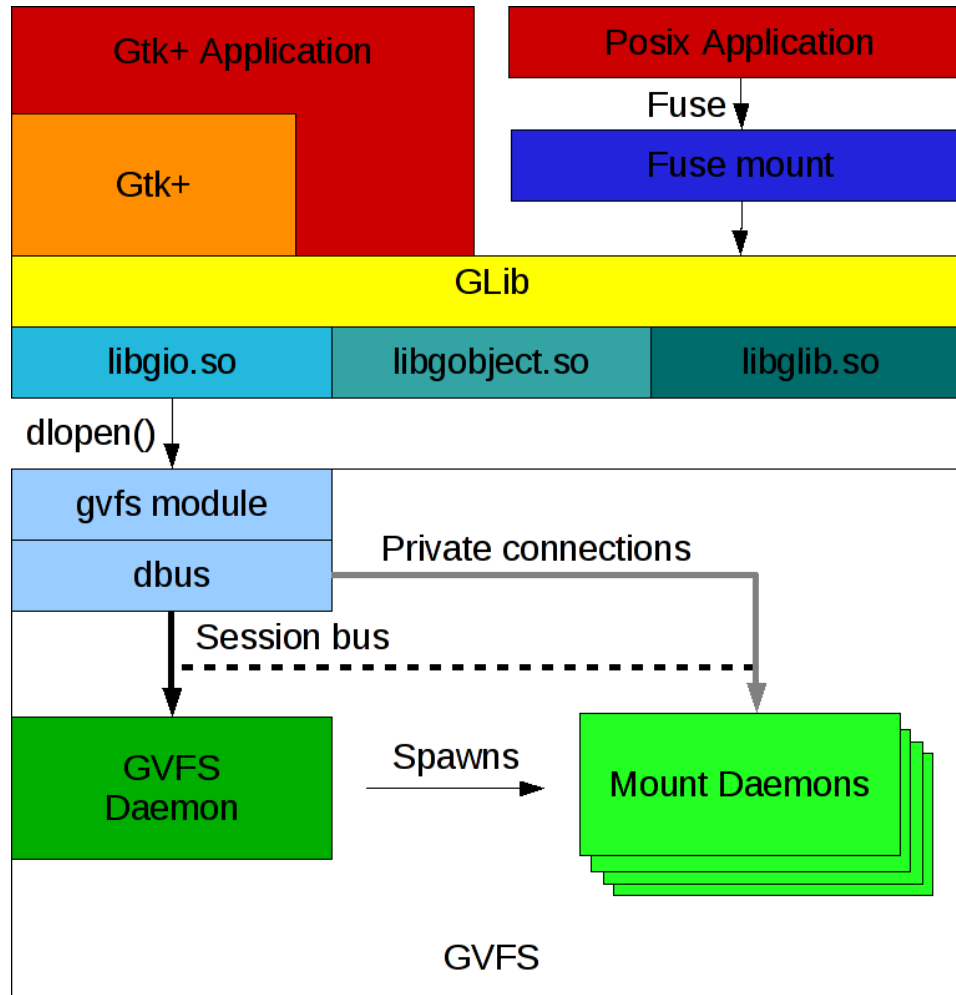 Gtk+ Application
Posix Application
Fuse
Gtk+
Fuse mount
GLib
libgio.so
libgobject.so
libglib.so
dlopen()
gvfs module
dbus
Private connections
Session bus
GVFS
Daemon
Spawns
Mount Daemons
GVFS